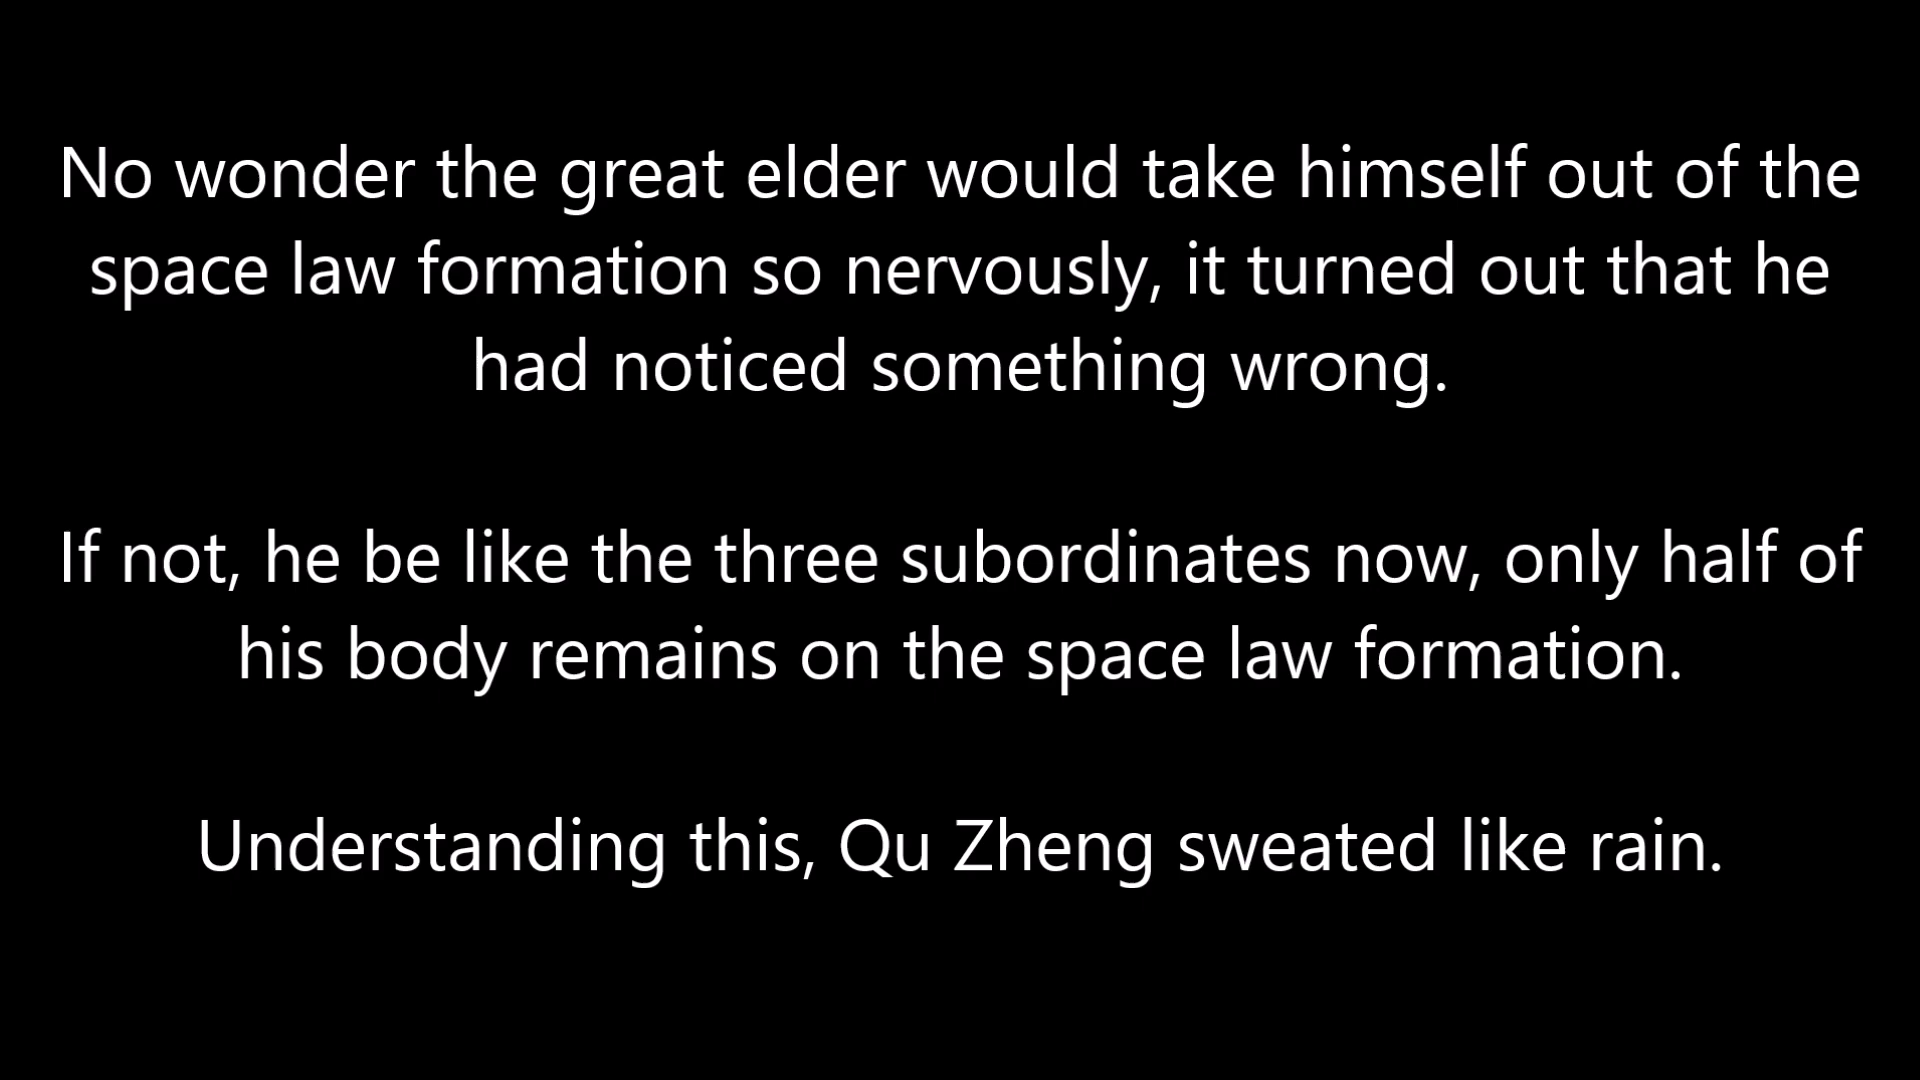 No wonder the great elder would take himself out of the
space law formation so nervously, it turned out that he
had noticed something wrong.
If not, he be like the three subordinates now, only half of
his body remains on the space law formation.
Understanding this, Qu Zheng sweated like rain.